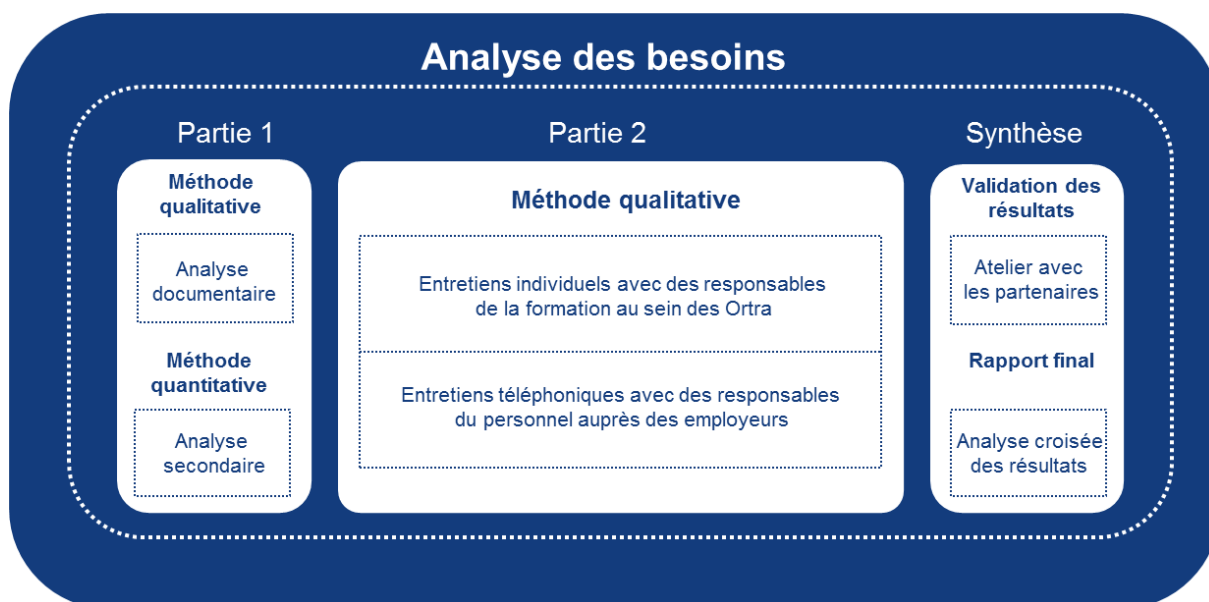 Analyse des besoins
Partie 1
Méthode
qualitative
Analyse
documentaire
Méthode
quantitative
Analyse
secondaire
Partie 2
Méthode qualitative
Entretiens individuels avec des responsables
de la formation au sein des Ortra
Entretiens téléphoniques avec des responsables
du personnel auprès des employeurs
Synthèse
Validation des
résultats
Atelier avec
les partenaires
Rapport final
Analyse croisée
des résultats